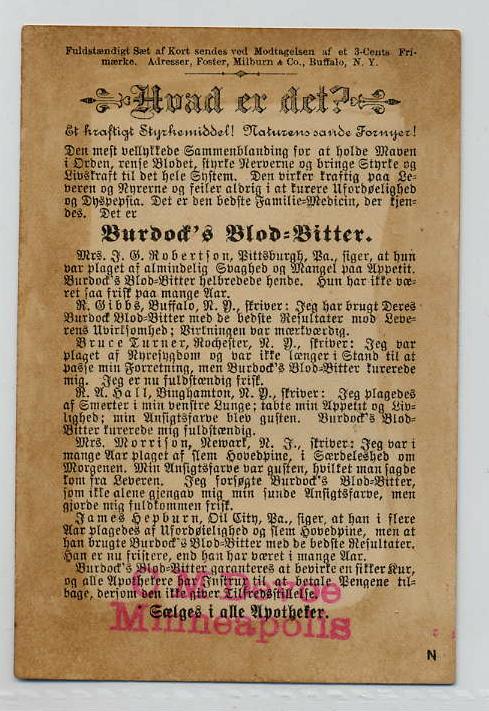 Fuldstændigt Sæt af Kort sendes ved Modtagelsen af et 3-Cents Fri-
mærke. Adresser, Foster, Milburn & Co., Buffalo, N. Y.
Hvad er det?
Et kraftigt Styrkemiddel! Naturens sande Fornyer!
Den mest vellykkede Sammenblanding for at holde Maven
i Orden, rense Blodet, styrke Nerverne og bringe Styrke og
Livskraft til det hele System. Den virker kraftig paa Le-
veren og Nyrerne og feiler aldrig i at kurere Ufordøelighed
og Dyspepsia. Det er den bedste Familie-Medicin, der kjen-
des. Det er
Burdock's Blod-Bitter.
Mrs. J. G. Robertson, Pittsburgh, Pa., siger, at hun
var plaget af almindelig Svaghed og Mangel paa Appetit.
Burdock's Blod-Bitter helbredede hende. Hun har ikke væ-
ret saa frisk paa mange Aar.
R. Gibbs, Buffalo, N. Y., skriver: Jeg har brugt Deres
Burdock Blod-Bitter med de bedste Resultater mod Leve-
rens Uvirksomhed; Virkningen var mærkværdig.
Bruce Turner, Rochester, N. Y., skriver: Jeg var
plaget af Nyresygdom og var ikke længer i Stand til at
passe min Forretning, men Burdock's Blod-Bitter kurerede
mig. Jeg er nu fuldstændig frisk.
R. A. Hall, Binghamton, N. Y., skriver: Jeg plagedes
af Smerter i min venstre Lunge; tabte min Appetit og Liv-
lighed; min Ansigtsfarve blev gusten. Burdock's Blod-
Bitter kurerede mig fuldstændig.
Mrs. Morrison, Newark, N. J., skriver: Jeg var i
mange Aar plaget af slem Hovedpine, i Særdeleshed om
Morgenen. Min Ansigtsfarve var gusten, hvilket man sagde
kom fra Leveren. Jeg forsøgte Burdock's Blod-Bitter,
som ikke alene gjengav mig min sunde Ansigtsfarve, men
gjorde mig fuldkommen frisk.
James Hepburn, Oil City, Pa., siger, at han i flere
Aar plagedes af Ufordøelighed og slem Hovedpine, men at
han brugte Burdock's Blod-Bitter med de bedste Resultater.
Han er nu friskere, end han har været i mange Aar.
Burdock's Blod-Bitter garanteres at bevirke en sikker Kur,
og alle Apothekere har Instrux til at betale Pengene til-
bage, dersom den ikke giver Tilfredsstillelse.
Sælges i alle Apotheker.
Minneapolis
N